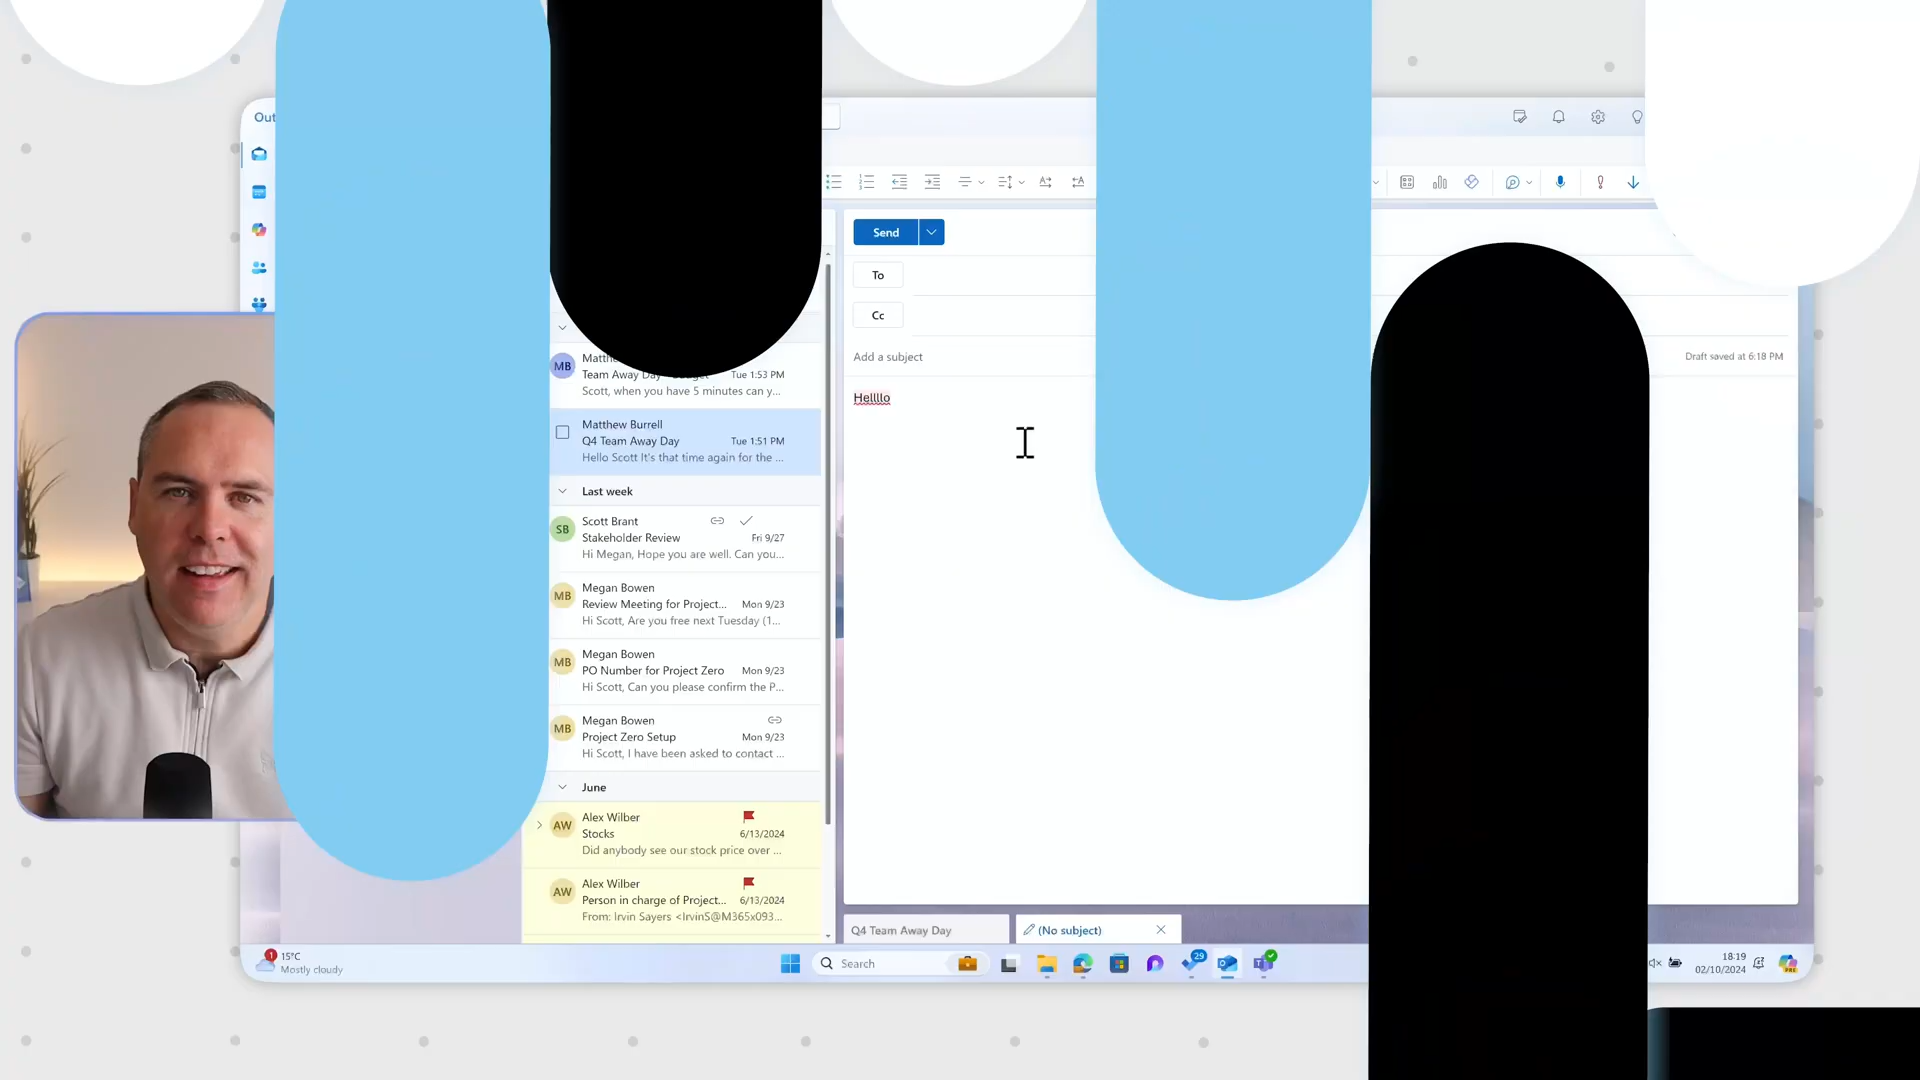 Out
Send
To
Cc
Add a subject
Draft saved at 6:18 PM
Hellllo
MB
Team Away Day
Tue 1:53 PM
Scott, when you have 5 minutes can y...
Matthew Burrell
Q4 Team Away Day
Tue 1:51 PM
Hello Scott It's that time again for the ...
Last week
SB
Scott Brant
Stakeholder Review
Fri 9/27
Hi Megan, Hope you are well. Can you...
MB
Megan Bowen
Review Meeting for Project...
Mon 9/23
Hi Scott, Are you free next Tuesday (1...
MB
Megan Bowen
PO Number for Project Zero
Mon 9/23
Hi Scott, Can you please confirm the P...
MB
Megan Bowen
Project Zero Setup
Mon 9/23
Hi Scott, I have been asked to contact ...
June
AW
Alex Wilber
Stocks
6/13/2024
Did anybody see our stock price over ...
AW
Alex Wilber
Person in charge of Project...
6/13/2024
From: Irvin Sayers <IrvinS@M365x093...
Q4 Team Away Day
(No subject)
1
15°C
Mostly cloudy
Search
29
18:19
02/10/2024
PRE